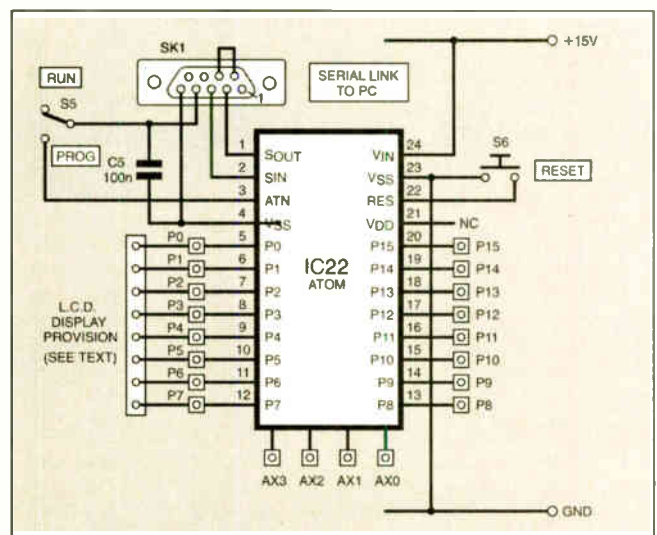 SK1
+15V
RUN
S5
PROG
C5
100n
1
SERIAL LINK
TO PC
S6
RESET
1 SOUT VIN 24
2 SIN VSS 23
3 ATN RES 22
4 VSS VDD 21 NC
P0 5 P0 P15 20 P15
P1 6 P1 P14 19 P14
P2 7 P2 P13 18 P13
P3 8 P3 P12 17 P12
P4 9 P4 P11 16 P11
P5 10 P5 P10 15 P10
P6 11 P6 P9 14 P9
P7 12 P7 P8 13 P8
IC22
ATOM
L.C.D.
DISPLAY
PROVISION
(SEE TEXT)
AX3 AX2 AX1 AX0
GND